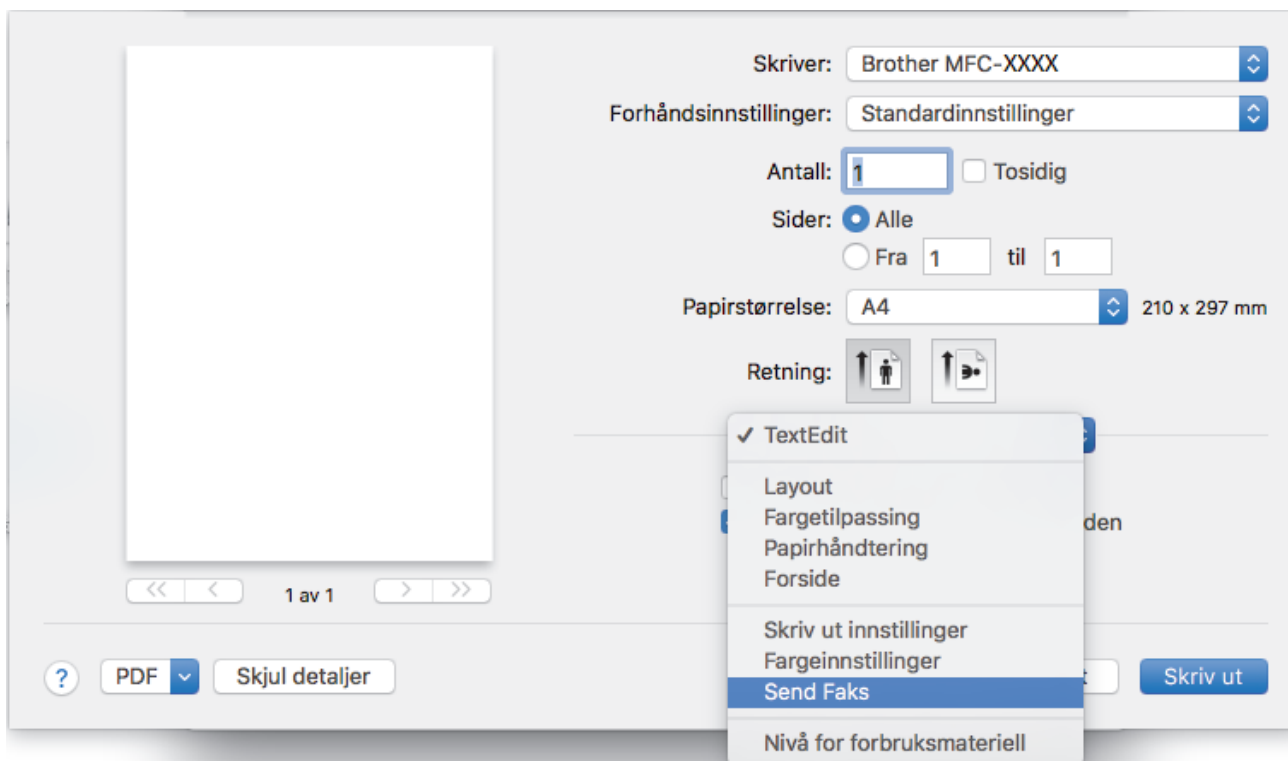 Skriver: Brother MFC-XXXX
Forhåndsinnstillinger: Standardinnstillinger
Antall: 1 Tosidig
Sider: Alle
Fra 1 til 1
Papirstørrelse: A4 210 x 297 mm
Retning:
✓ TextEdit
Layout
Fargetilpassing
den
Papirhåndtering
Forside
<< < 1 av 1 > >>
Skriv ut innstillinger
Fargeinnstillinger
? PDF Skjul detaljer Skriv ut
Send Faks
Nivå for forbruksmateriell